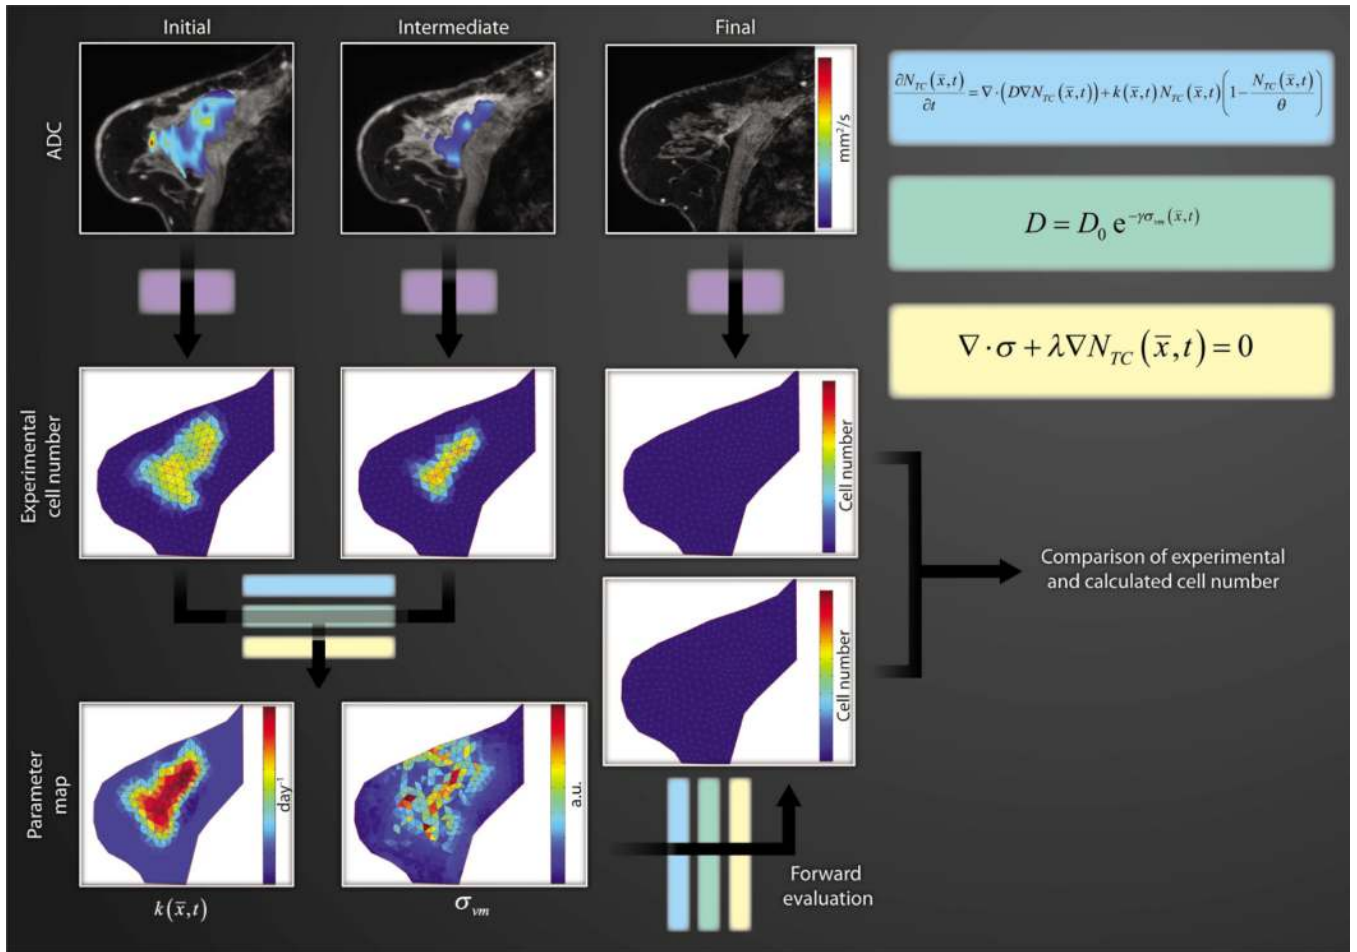 Initial
Intermediate
Final
ADC
mm²/s
∂N_TC(x̄,t)/∂t = ∇·(D∇N_TC(x̄,t)) + k(x̄,t) N_TC(x̄,t)(1 − N_TC(x̄,t)/θ)
D = D₀ e^(−γσ_vm(x̄,t))
∇·σ + λ∇N_TC(x̄,t) = 0
Experimental
cell number
Cell number
Cell number
Comparison of experimental
and calculated cell number
Parameter
map
day⁻¹
a.u.
Forward
evaluation
k(x̄,t)
σ_vm